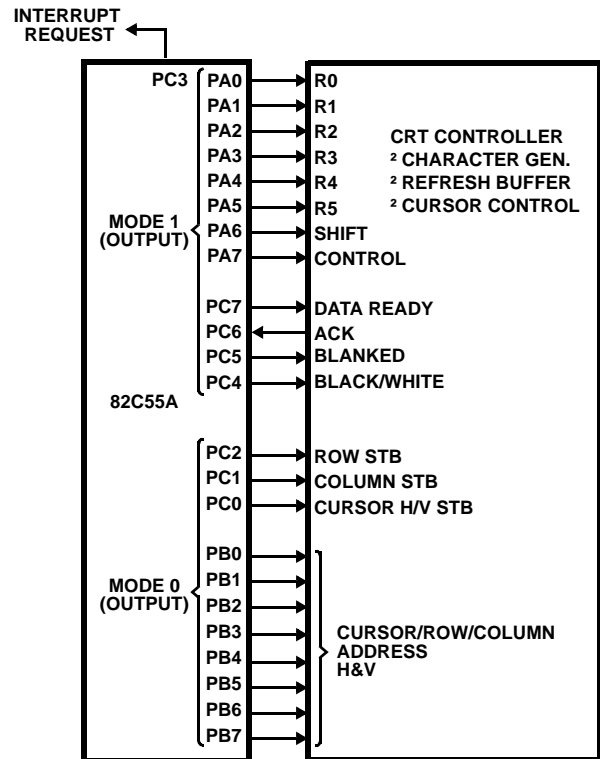 INTERRUPT
REQUEST
PC3 PA0 R0
PA1 R1
PA2 R2
PA3 R3
PA4 R4
PA5 R5
PA6 SHIFT
PA7 CONTROL
CRT CONTROLLER
² CHARACTER GEN.
² REFRESH BUFFER
² CURSOR CONTROL
MODE 1
(OUTPUT)
PC7 DATA READY
PC6 ACK
PC5 BLANKED
PC4 BLACK/WHITE
82C55A
PC2 ROW STB
PC1 COLUMN STB
PC0 CURSOR H/V STB
MODE 0
(OUTPUT)
PB0
PB1
PB2
PB3
PB4
PB5
PB6
PB7
CURSOR/ROW/COLUMN
ADDRESS
H&V